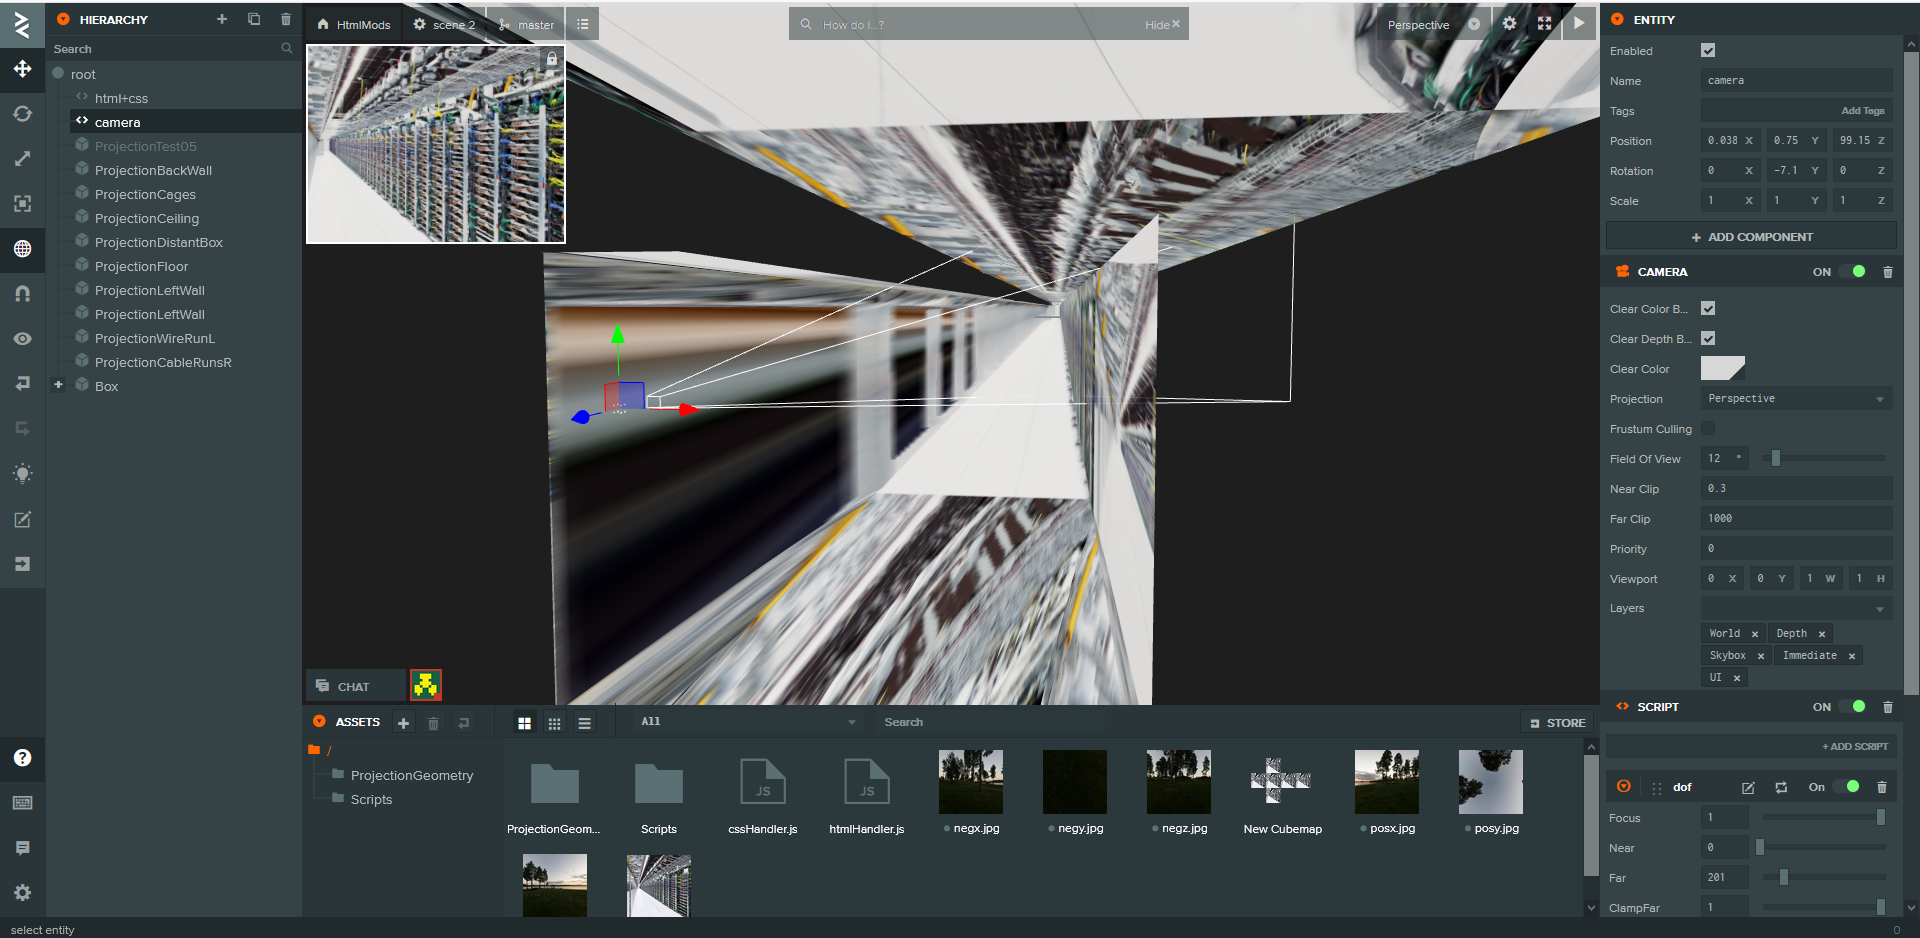 HIERARCHY
Search
root
html+css
camera
ProjectionTest05
ProjectionBackWall
ProjectionCages
ProjectionCeiling
ProjectionDistantBox
ProjectionFloor
ProjectionLeftWall
ProjectionLeftWall
ProjectionWireRunL
ProjectionCableRunsR
Box
HtmlMods
scene 2
master
How do I...?
Hide
Perspective
CHAT
ASSETS
All
Search
STORE
/
ProjectionGeometry
Scripts
ProjectionGeom...
Scripts
JS
cssHandler.js
JS
htmlHandler.js
negx.jpg
negy.jpg
negz.jpg
New Cubemap
posx.jpg
posy.jpg
ENTITY
Enabled
Name camera
Tags Add Tags
Position 0.038 X 0.75 Y 99.15 Z
Rotation 0 X -7.1 Y 0 Z
Scale 1 X 1 Y 1 Z
+ ADD COMPONENT
CAMERA ON
Clear Color B...
Clear Depth B...
Clear Color
Projection Perspective
Frustum Culling
Field Of View 12 °
Near Clip 0.3
Far Clip 1000
Priority 0
Viewport 0 X 0 Y 1 W 1 H
Layers
World × Depth ×
Skybox × Immediate ×
UI ×
SCRIPT ON
+ ADD SCRIPT
dof On
Focus 1
Near 0
Far 201
ClampFar 1
select entity
0